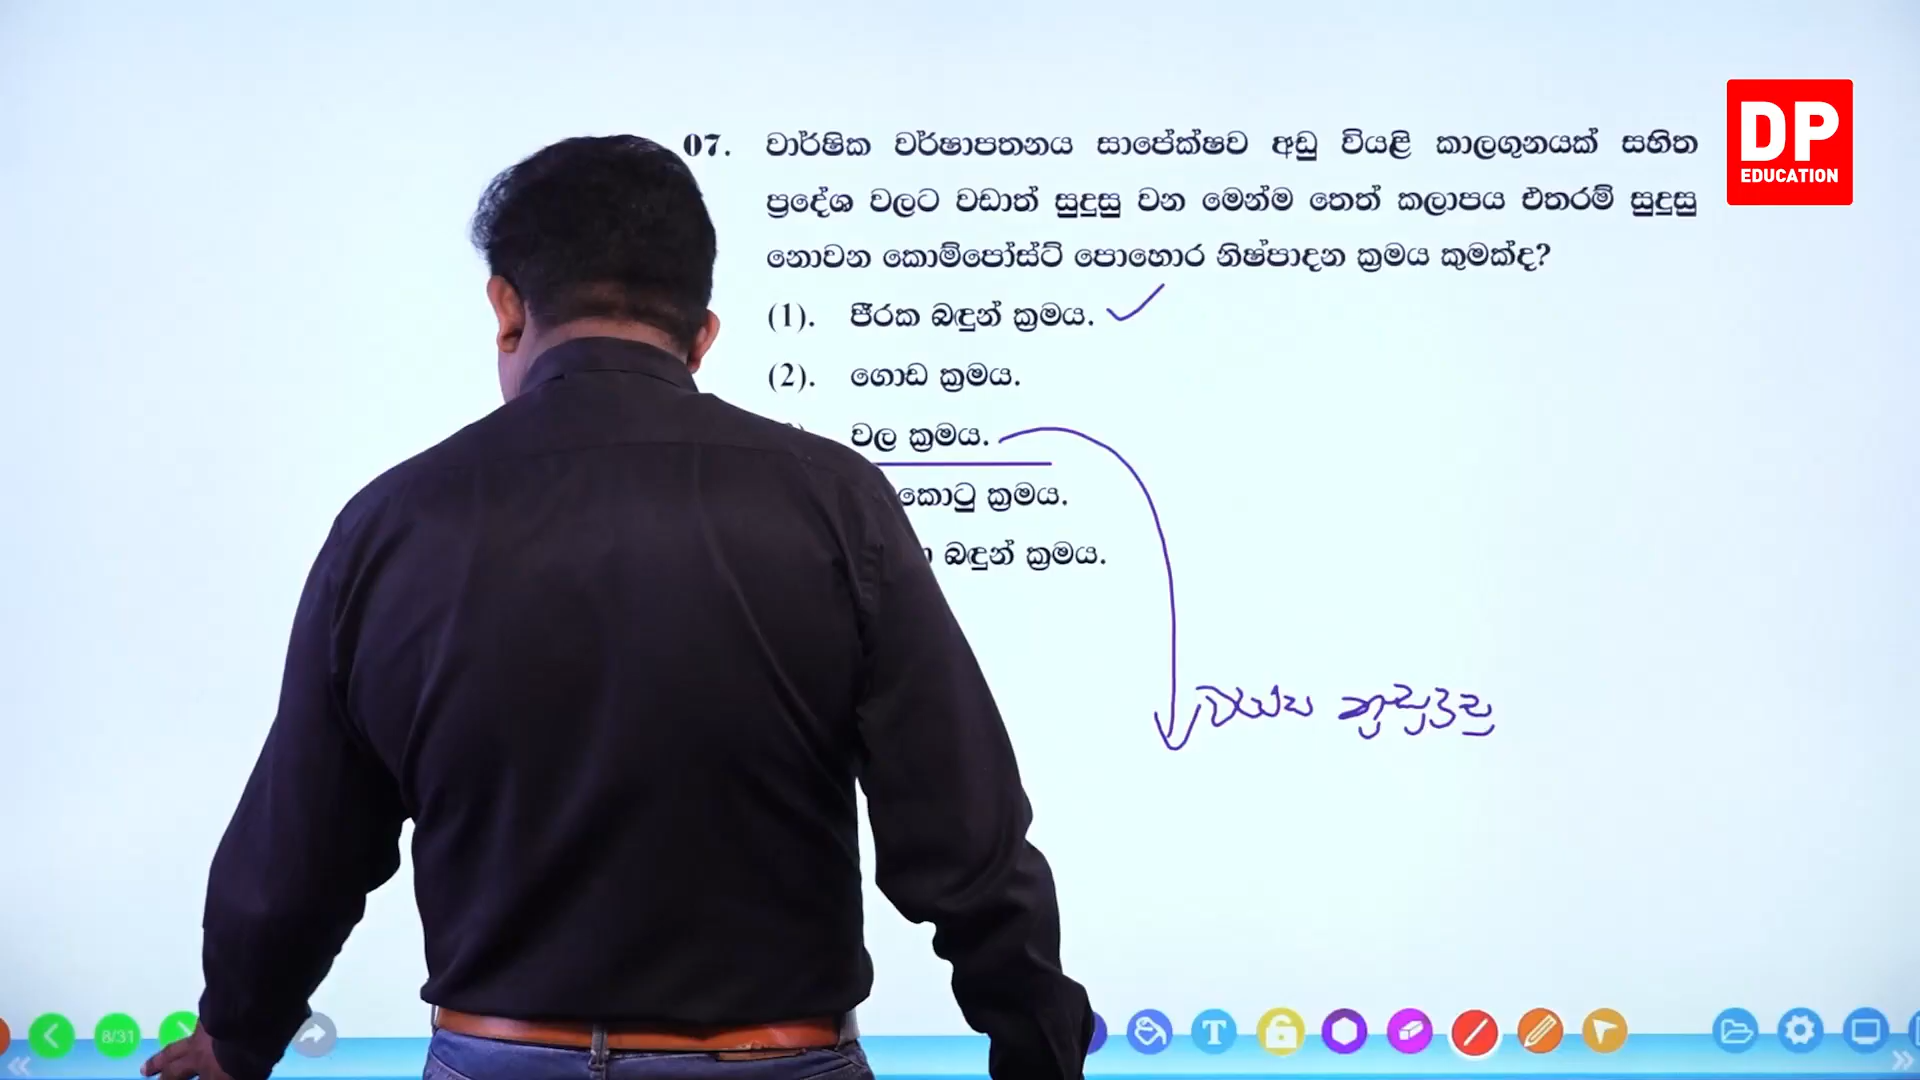 DP
EDUCATION
07. වාර්ෂික වර්ෂාපතනය සාපේක්ෂව අඩු වියළි කාලගුනයක් සහිත
ප්‍රදේශ වලට වඩාත් සුදුසු වන මෙන්ම තෙත් කලාපය එතරම් සුදුසු
නොවන කොම්පෝස්ට් පොහොර නිෂ්පාදන ක්‍රමය කුමක්ද?
(1). ජීරක බඳුන් ක්‍රමය.
(2). ගොඩ ක්‍රමය.
වල ක්‍රමය.
කොටු ක්‍රමය.
බඳුන් ක්‍රමය.
8/31